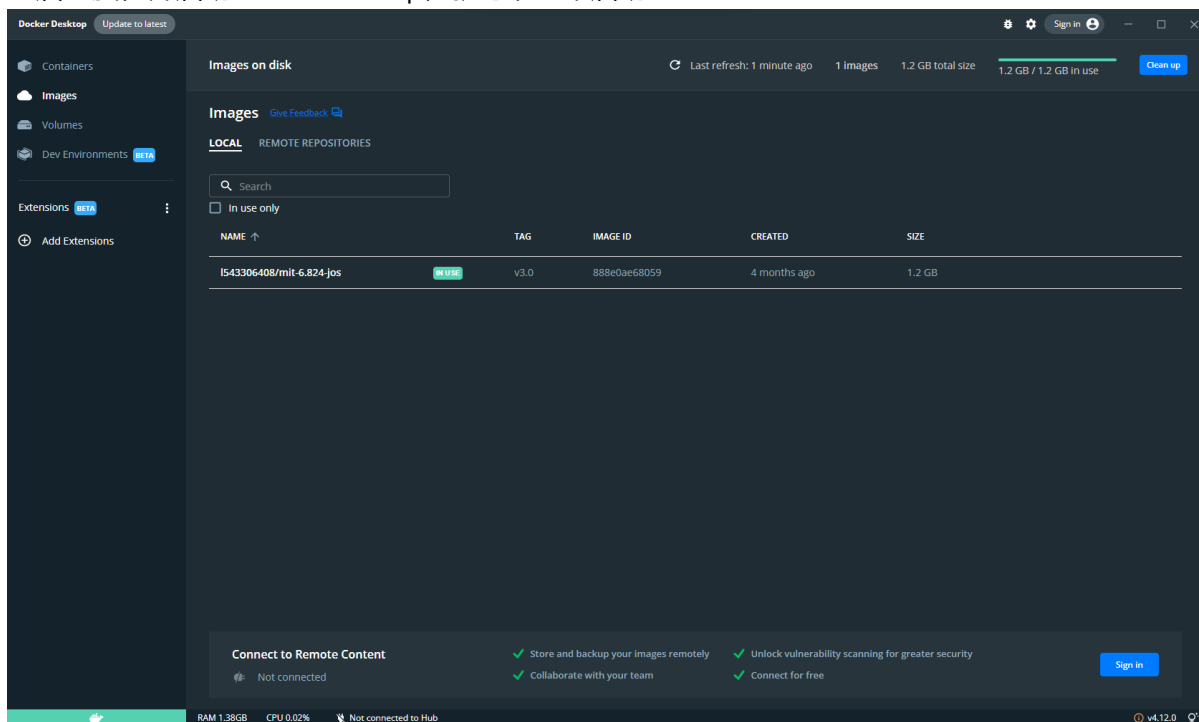 Docker Desktop Update to latest Sign in
Containers
Images
Volumes
Dev Environments BETA
Extensions BETA
Add Extensions
Images on disk Last refresh: 1 minute ago 1 images 1.2 GB total size 1.2 GB / 1.2 GB in use Clean up
Images Give Feedback
LOCAL REMOTE REPOSITORIES
Search
In use only
NAME TAG IMAGE ID CREATED SIZE
l543306408/mit-6.824-jos IN USE v3.0 888e0ae68059 4 months ago 1.2 GB
Connect to Remote Content
Not connected
Store and backup your images remotely
Collaborate with your team
Unlock vulnerability scanning for greater security
Connect for free
Sign in
RAM 1.38GB CPU 0.02% Not connected to Hub v4.12.0